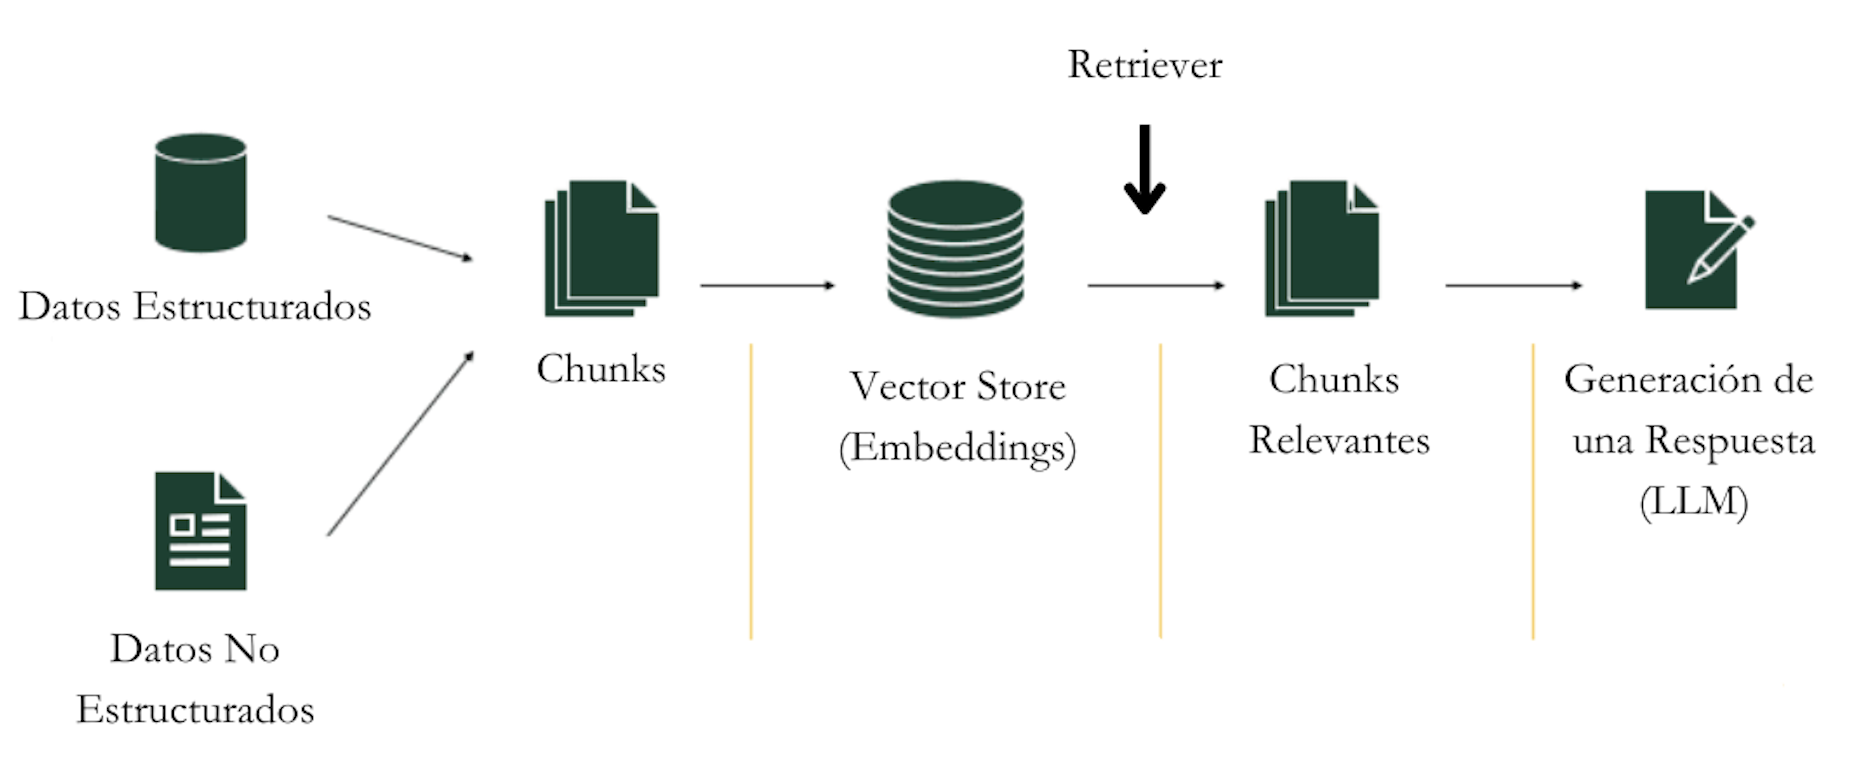 Retriever
Datos Estructurados
Datos No
Estructurados
Chunks
Vector Store
(Embeddings)
Chunks
Relevantes
Generación de
una Respuesta
(LLM)